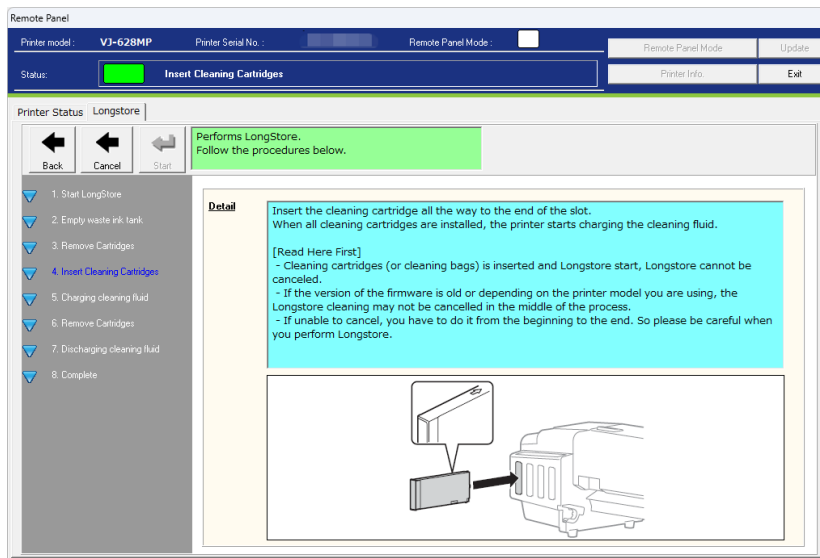 Remote Panel
Printer model : VJ-628MP Printer Serial No. : Remote Panel Mode :
Remote Panel Mode Update
Status: Insert Cleaning Cartridges
Printer Info. Exit
Printer Status Longstore
Back Cancel Start
Performs LongStore.
Follow the procedures below.
1. Start LongStore
2. Empty waste ink tank
3. Remove Cartridges
4. Insert Cleaning Cartridges
5. Charging cleaning fluid
6. Remove Cartridges
7. Discharging cleaning fluid
8. Complete
Detail
Insert the cleaning cartridge all the way to the end of the slot.
When all cleaning cartridges are installed, the printer starts charging the cleaning fluid.
[Read Here First]
- Cleaning cartridges (or cleaning bags) is inserted and Longstore start, Longstore cannot be
canceled.
- If the version of the firmware is old or depending on the printer model you are using, the
Longstore cleaning may not be cancelled in the middle of the process.
- If unable to cancel, you have to do it from the beginning to the end. So please be careful when
you perform Longstore.